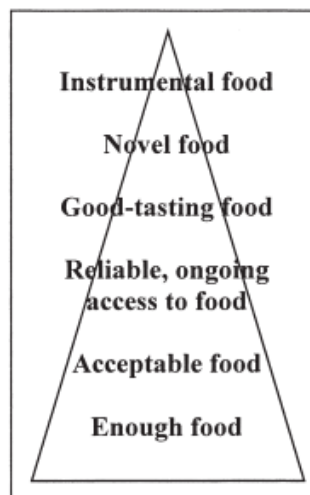 Instrumental food
Novel food
Good-tasting food
Reliable, ongoing
access to food
Acceptable food
Enough food